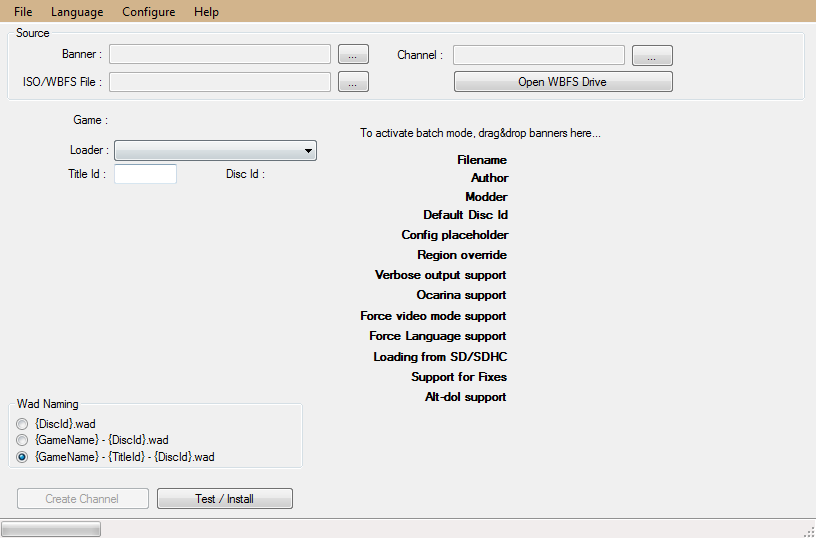 File Language Configure Help
Source
Banner : ... Channel : ...
ISO/WBFS File : ... Open WBFS Drive
Game :
To activate batch mode, drag&drop banners here...
Loader :
Title Id : Disc Id :
Filename
Author
Modder
Default Disc Id
Config placeholder
Region override
Verbose output support
Ocarina support
Force video mode support
Force Language support
Loading from SD/SDHC
Support for Fixes
Alt-dol support
Wad Naming
{DiscId}.wad
{GameName} - {DiscId}.wad
{GameName} - {TitleId} - {DiscId}.wad
Create Channel Test / Install